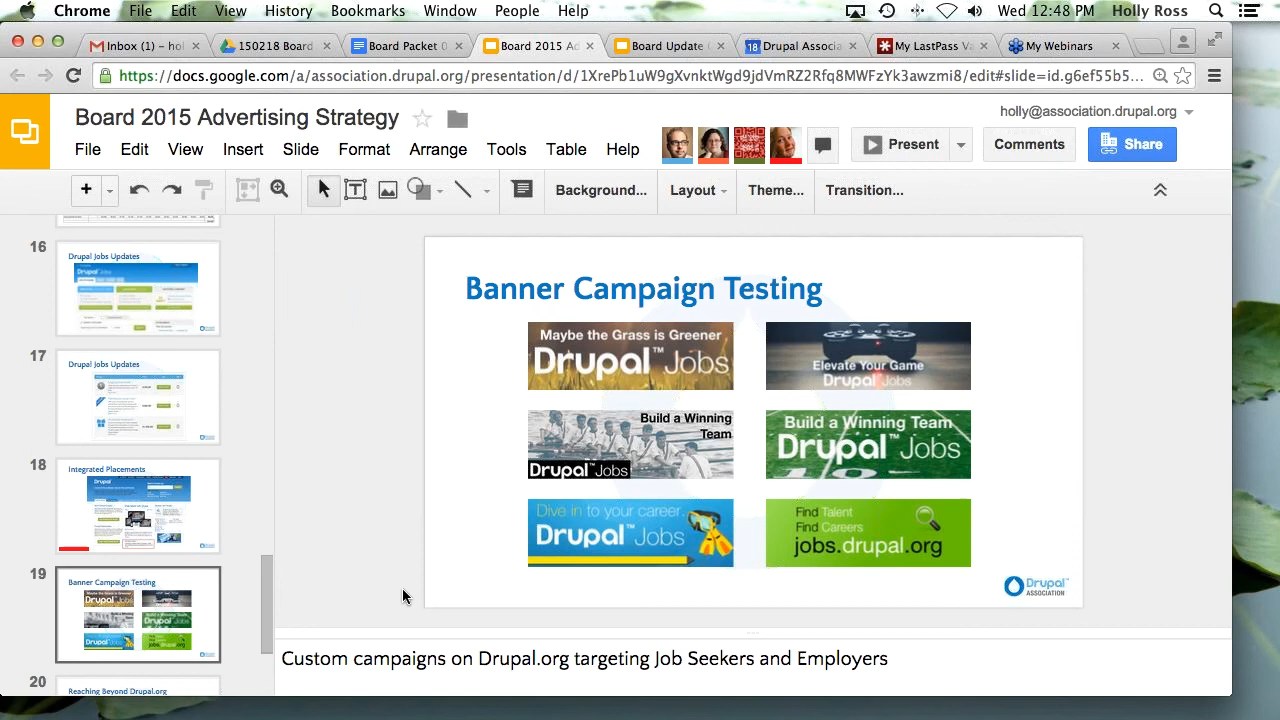 Chrome File Edit View History Bookmarks Window People Help Wed 12:48 PM Holly Ross
Inbox (1) – hol
150218 Board
Board Packet 0
Board 2015 Ad
Board Update
Drupal Associa
My LastPass Va
My Webinars
https://docs.google.com/a/association.drupal.org/presentation/d/1XrePb1uW9gXvnktWgd9jdVmRZ2Rfq8MWFzYk3awzmi8/edit#slide=id.g6ef55b5...
Board 2015 Advertising Strategy
holly@association.drupal.org
File Edit View Insert Slide Format Arrange Tools Table Help
Present
Comments
Share
Background... Layout Theme... Transition...
16
Drupal Jobs Updates
17
Drupal Jobs Updates
18
Integrated Placements
19
Banner Campaign Testing
20
Reaching Beyond Drupal.org
Banner Campaign Testing
Maybe the Grass is Greener
Drupal™ Jobs
Elevate Your Game
Drupal™ Jobs
Build a Winning
Team
Drupal™ Jobs
Build a Winning Team
Drupal™ Jobs
Dive in to your career.
Drupal™ Jobs
Find Talent
Find Careers
jobs.drupal.org
Drupal™
ASSOCIATION
Custom campaigns on Drupal.org targeting Job Seekers and Employers